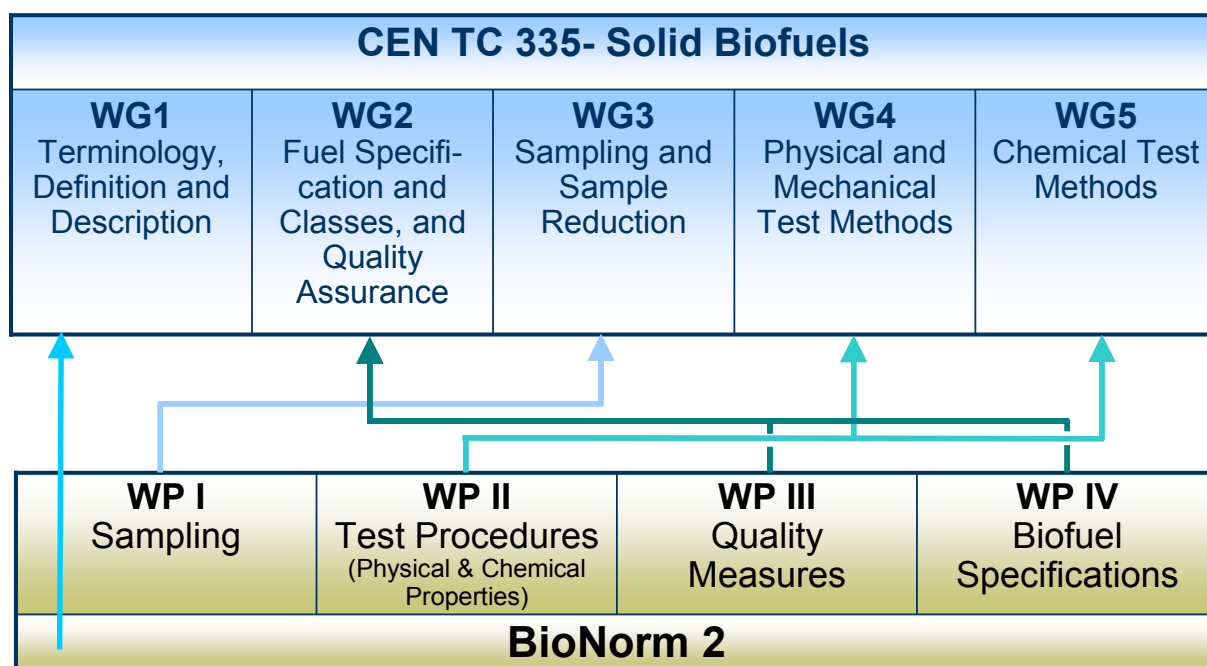 CEN TC 335- Solid Biofuels
WG1
Terminology,
Definition and
Description
WG2
Fuel Specifi-
cation and
Classes, and
Quality
Assurance
WG3
Sampling and
Sample
Reduction
WG4
Physical and
Mechanical
Test Methods
WG5
Chemical Test
Methods
WP I
Sampling
WP II
Test Procedures
(Physical & Chemical
Properties)
WP III
Quality
Measures
WP IV
Biofuel
Specifications
BioNorm 2